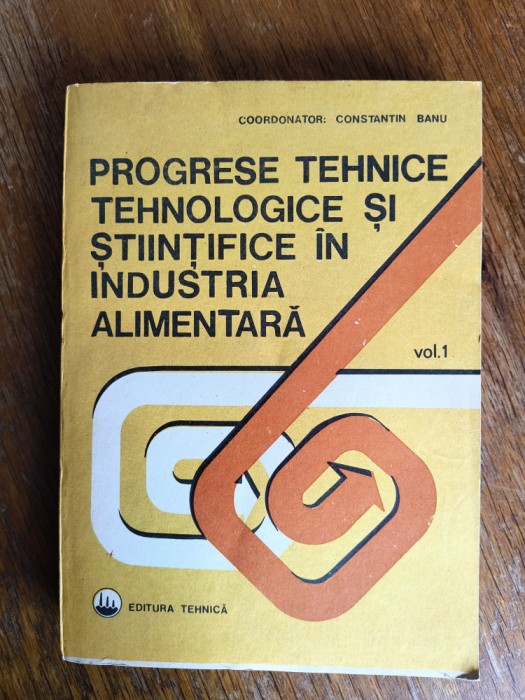 COORDONATOR: CONSTANTIN BANU
PROGRESE TEHNICE
TEHNOLOGICE ȘI
ȘTIINȚIFICE ÎN
INDUSTRIA
ALIMENTARĂ
vol.1
EDITURA TEHNICĂ